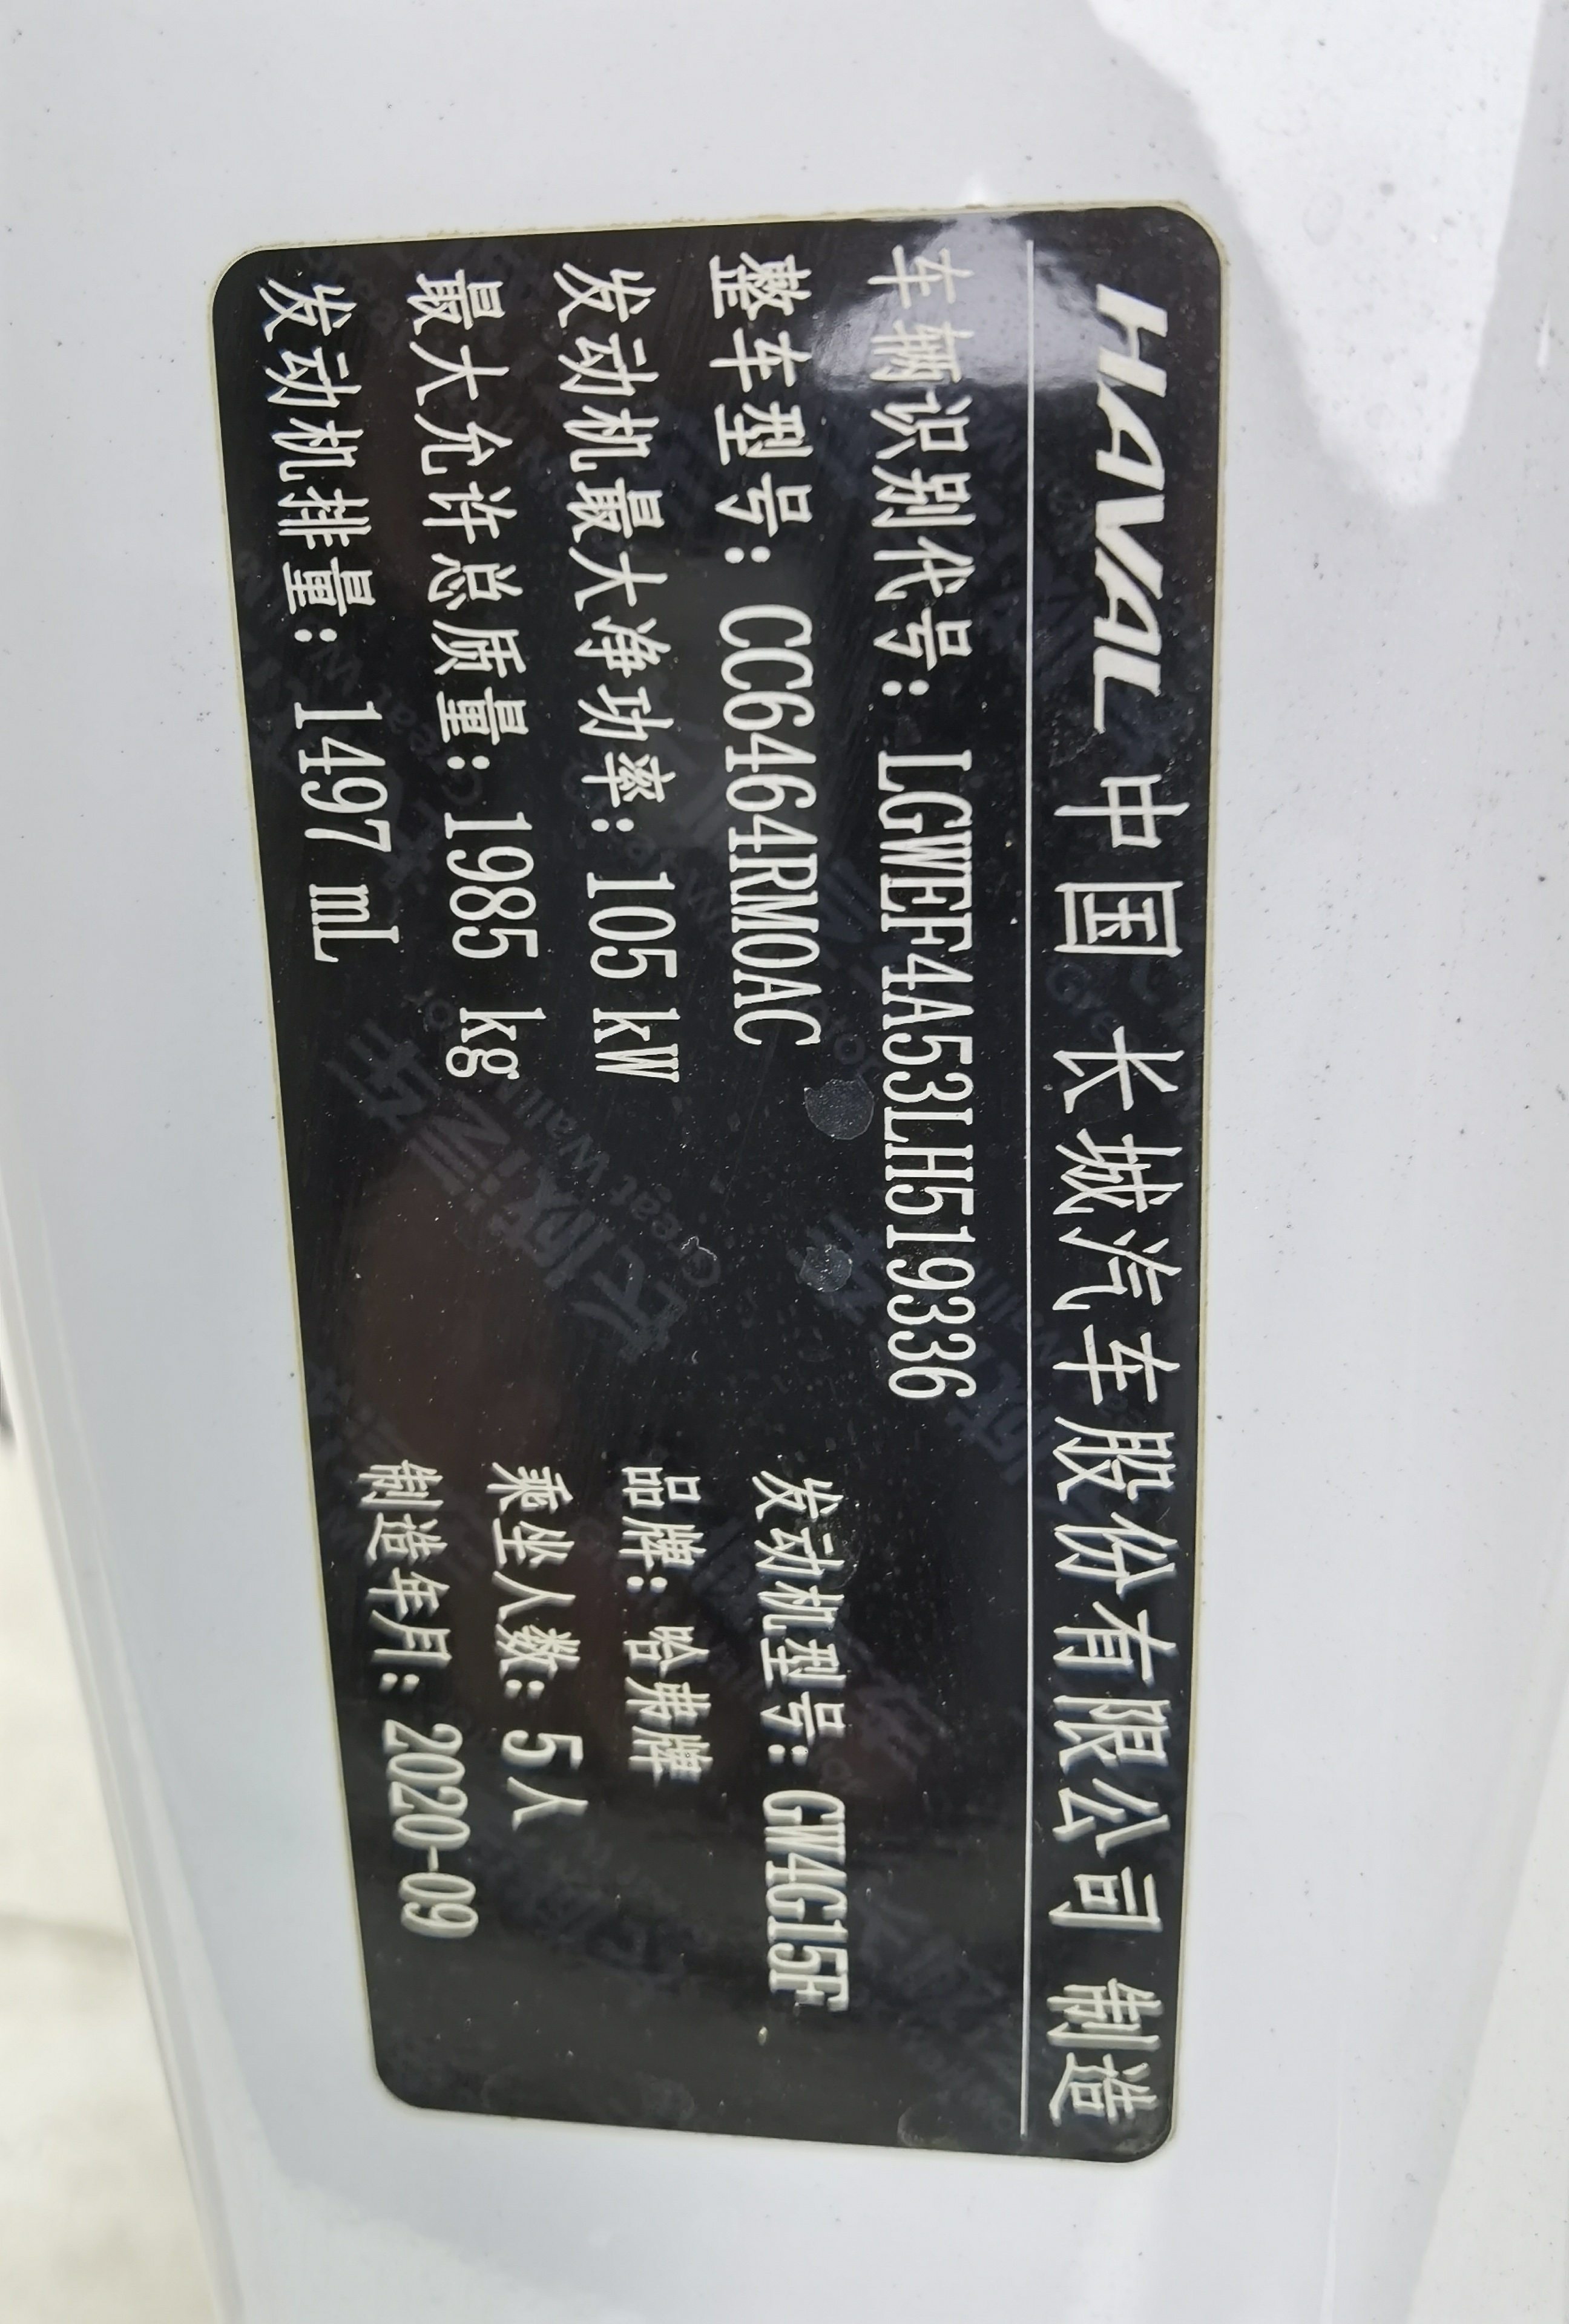 HAVAL 中国 长城汽车股份有限公司 制造
车辆识别代号: LGWEF4A53LH519336
整车型号: CC6464RM0AC 发动机型号: GW4G15F
发动机最大净功率: 105 kW 品牌: 哈弗牌
最大允许总质量: 1985 kg 乘坐人数: 5人
发动机排量: 1497 mL 制造年月: 2020-09